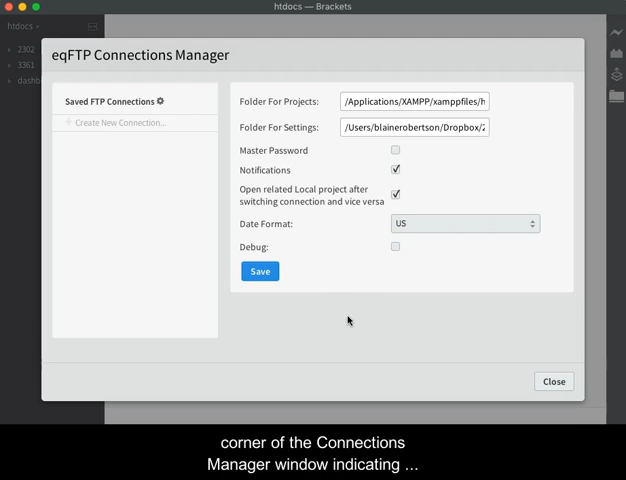 htdocs — Brackets
htdocs
2302
3361
dashb
eqFTP Connections Manager
Saved FTP Connections
+ Create New Connection...
Folder For Projects: /Applications/XAMPP/xamppfiles/h
Folder For Settings: /Users/blainerobertson/Dropbox/2
Master Password
Notifications
Open related Local project after
switching connection and vice versa
Date Format: US
Debug:
Save
Close
corner of the Connections
Manager window indicating ...